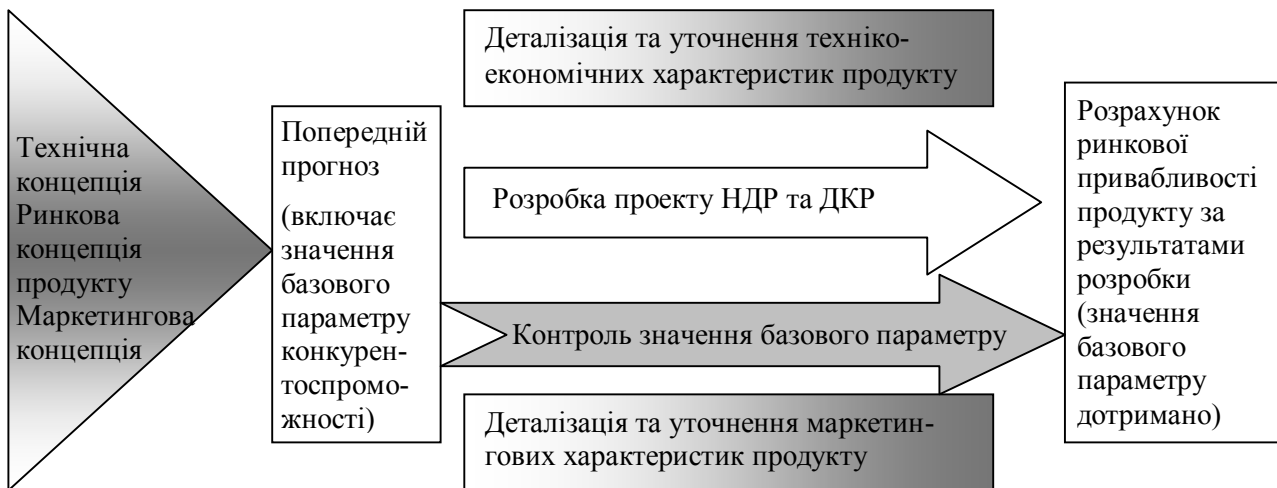 Технічна
концепція
Ринкова
концепція
продукту
Маркетингова
концепція
Попередній
прогноз
(включає
значення
базового
параметру
конкурен-
тоспромо-
жності)
Деталізація та уточнення техніко-
економічних характеристик продукту
Розробка проекту НДР та ДКР
Контроль значення базового параметру
Деталізація та уточнення маркетин-
гових характеристик продукту
Розрахунок
ринкової
привабливості
продукту за
результатами
розробки
(значення
базового
параметру
дотримано)